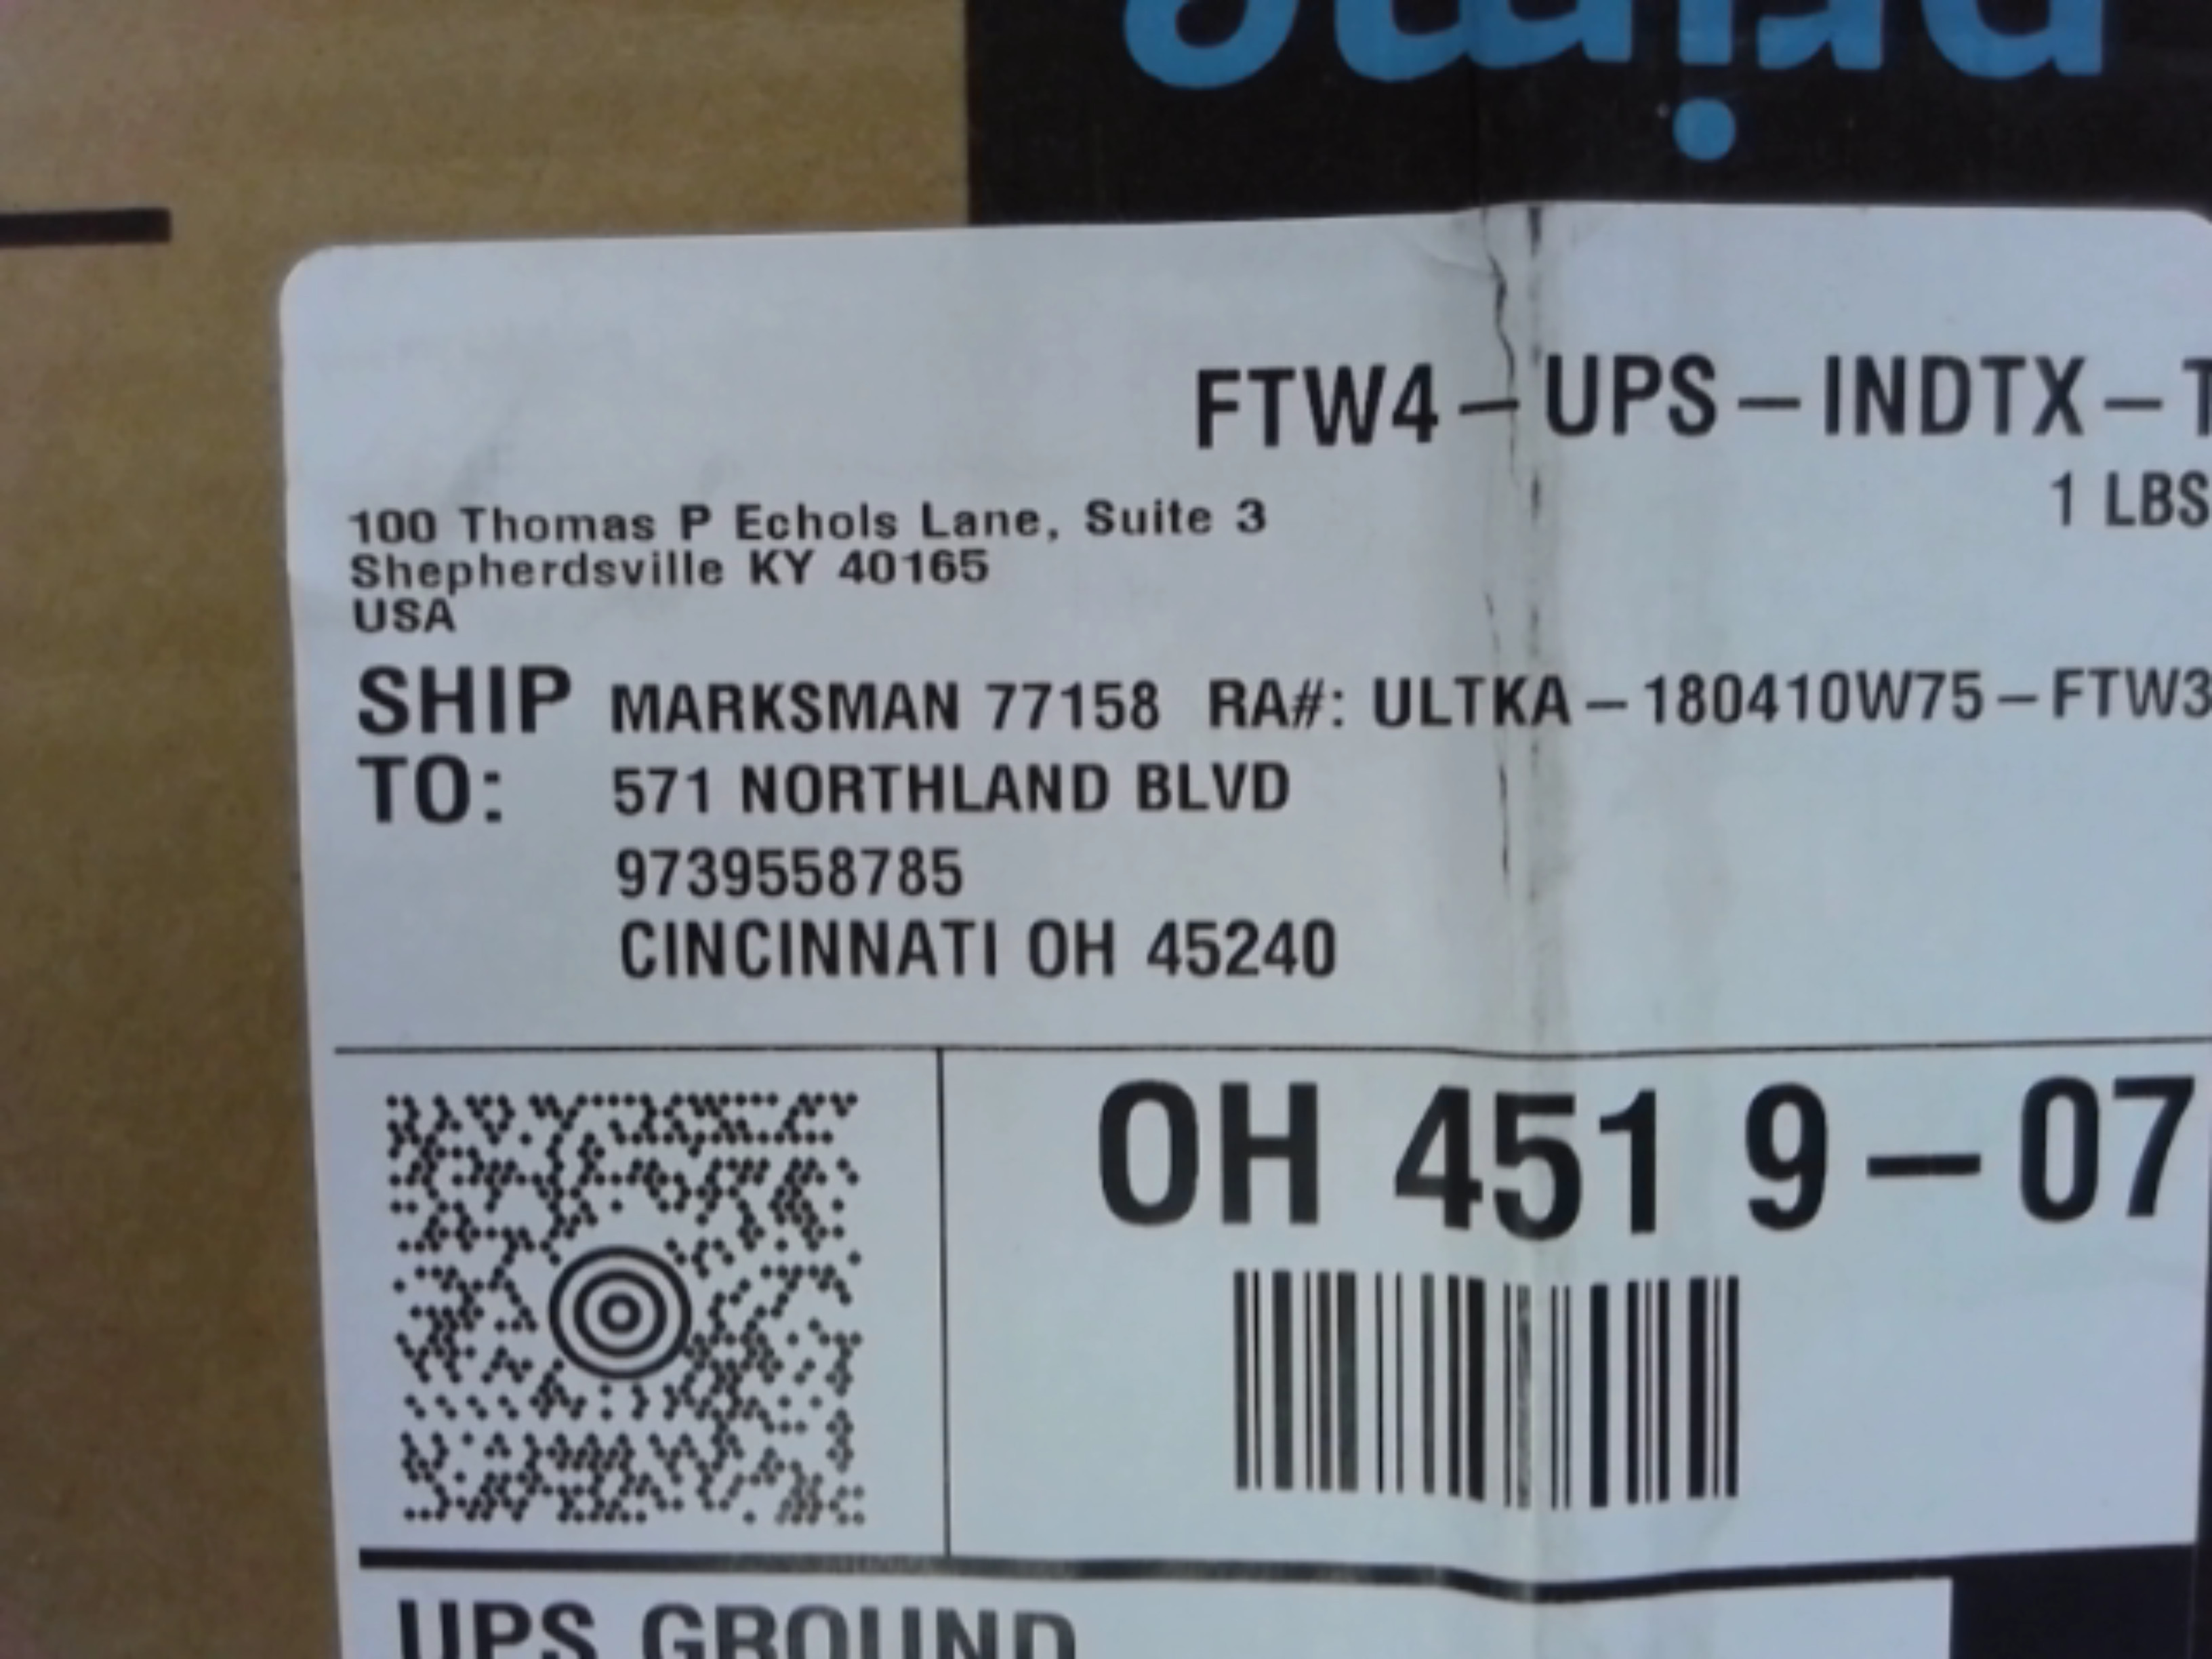 prime
FTW4-UPS-INDTX-T
1 LBS
100 Thomas P Echols Lane, Suite 3
Shepherdsville KY 40165
USA
SHIP TO: MARKSMAN 77158 RA#: ULTKA-180410W75-FTW3
571 NORTHLAND BLVD
9739558785
CINCINNATI OH 45240
OH 451 9-07
UPS GROUND